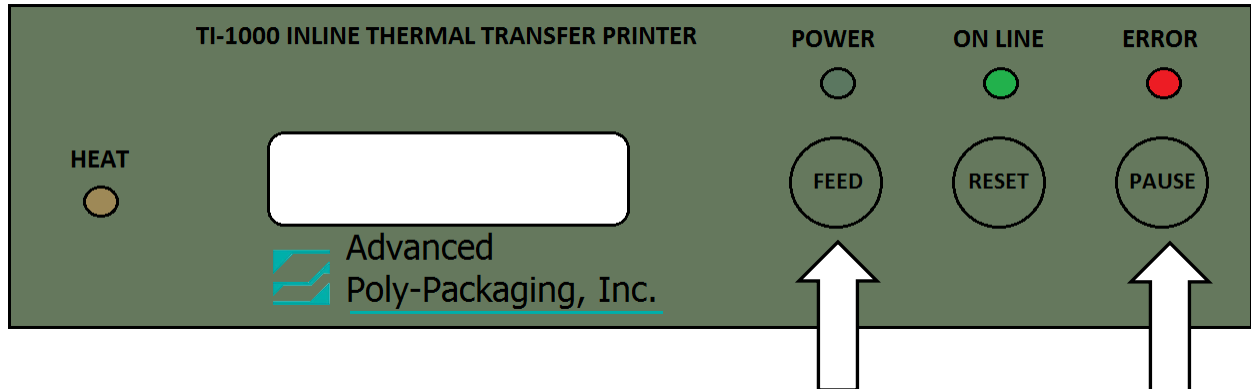 TI-1000 INLINE THERMAL TRANSFER PRINTER
POWER
ON LINE
ERROR
HEAT
FEED
RESET
PAUSE
Advanced
Poly-Packaging, Inc.